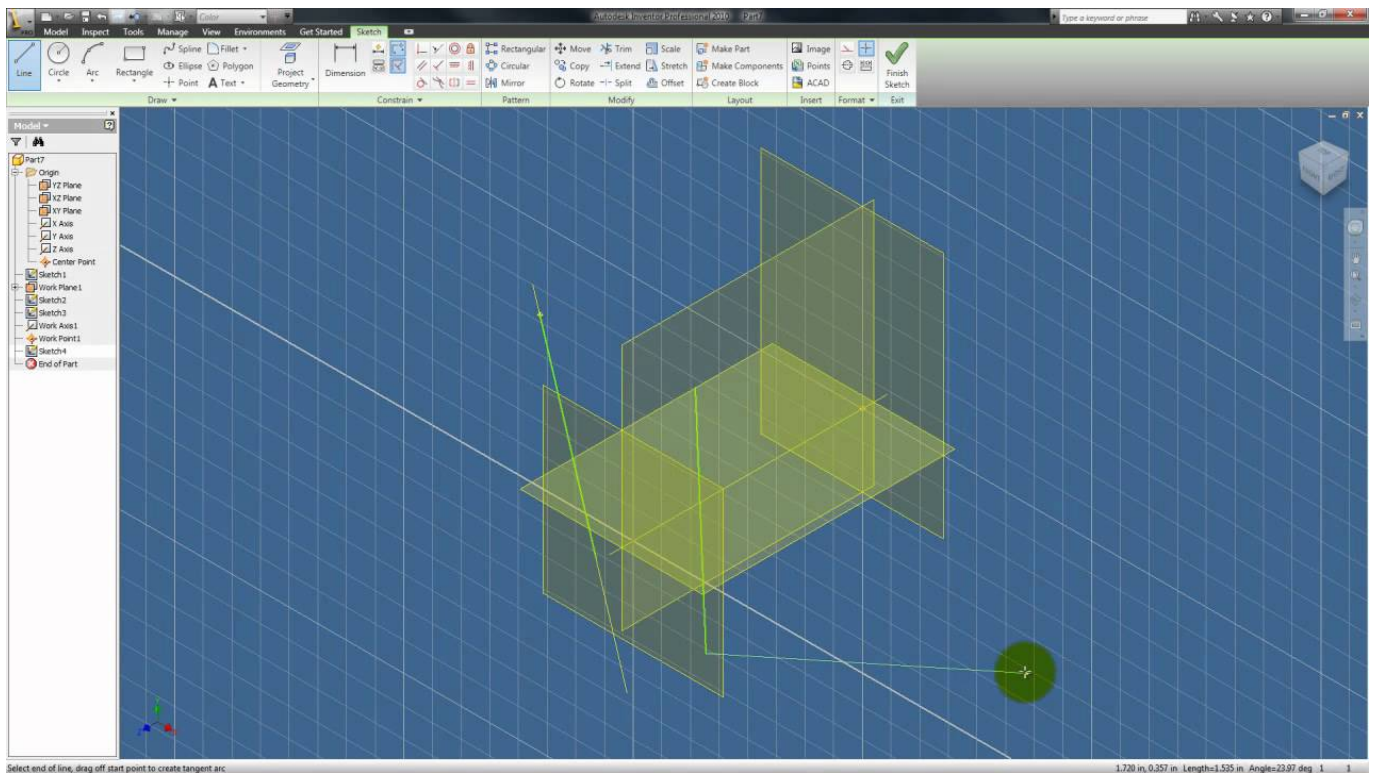 Color
Autodesk Inventor Professional 2010 Part7
Type a keyword or phrase
PRO Model Inspect Tools Manage View Environments Get Started Sketch
Line Circle Arc Rectangle
Spline Fillet
Ellipse Polygon
Point A Text
Project Geometry
Dimension
Rectangular
Circular
Mirror
Move Trim Scale
Copy Extend Stretch
Rotate Split Offset
Make Part
Make Components
Create Block
Image
Points
ACAD
Finish Sketch
Draw Constrain Pattern Modify Layout Insert Format Exit
Model
Part7
Origin
YZ Plane
XZ Plane
XY Plane
X Axis
Y Axis
Z Axis
Center Point
Sketch1
Work Plane1
Sketch2
Sketch3
Work Axis1
Work Point1
Sketch4
End of Part
Select end of line, drag off start point to create tangent arc
1.720 in, 0.357 in Length=1.535 in Angle=23.97 deg 1 1